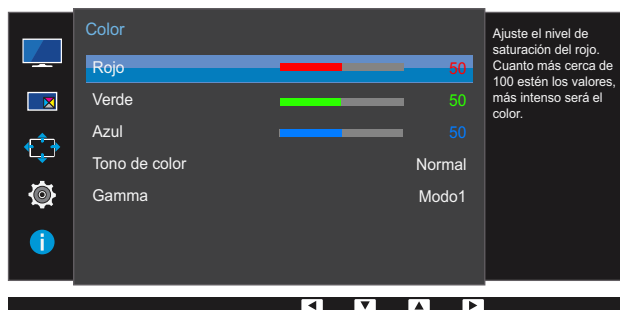 Color
Rojo 50
Verde 50
Azul 50
Tono de color Normal
Gamma Modo1
Ajuste el nivel de
saturación del rojo.
Cuanto más cerca de
100 estén los valores,
más intenso será el
color.